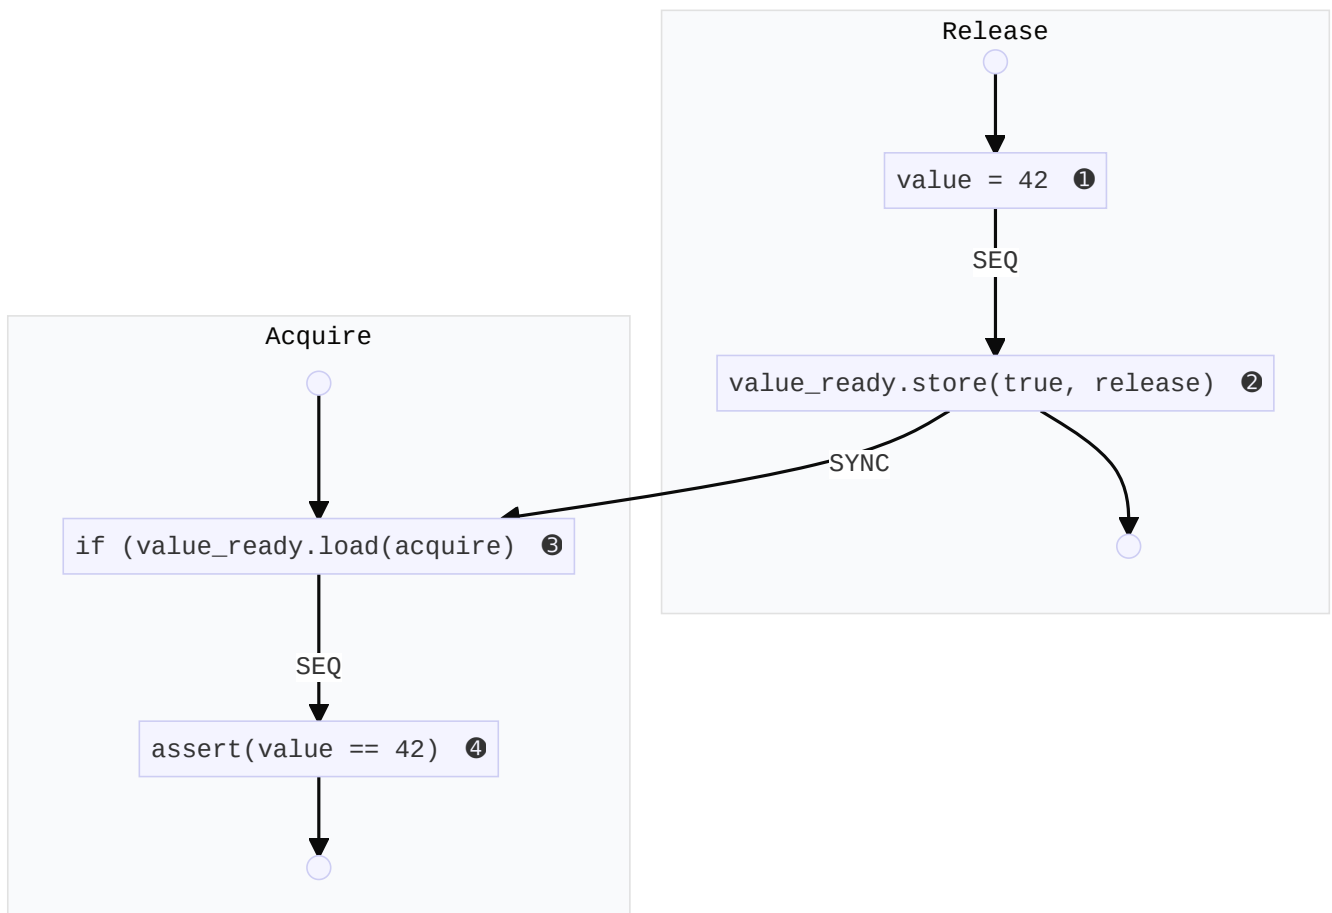 Release
value = 42 ❶
SEQ
value_ready.store(true, release) ❷
SYNC
Acquire
if (value_ready.load(acquire) ❸
SEQ
assert(value == 42) ❹